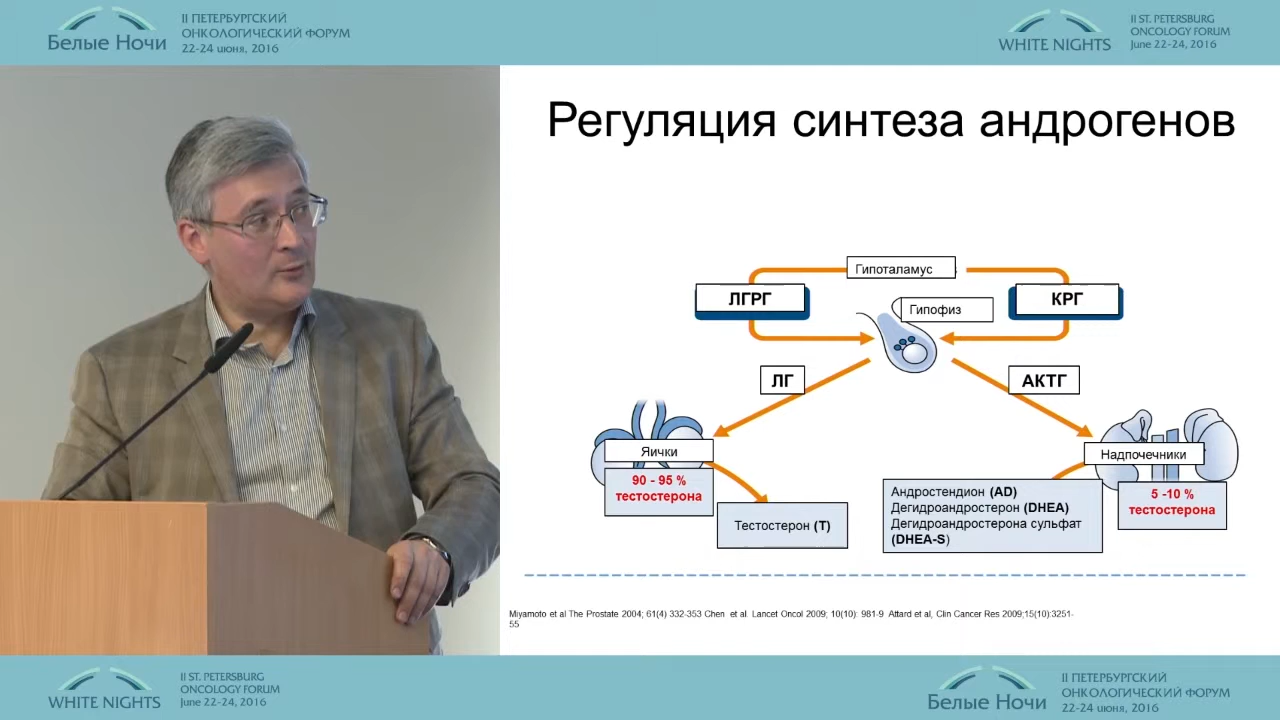 Белые Ночи
II ПЕТЕРБУРГСКИЙ
ОНКОЛОГИЧЕСКИЙ ФОРУМ
22-24 июня, 2016
WHITE NIGHTS
II ST. PETERSBURG
ONCOLOGY FORUM
June 22-24, 2016
Регуляция синтеза андрогенов
Гипоталамус
ЛГРГ
КРГ
Гипофиз
ЛГ
АКТГ
Яички
Надпочечники
90 - 95 %
тестостерона
5 -10 %
тестостерона
Тестостерон (T)
Андростендион (AD)
Дегидроандростерон (DHEA)
Дегидроандростерона сульфат
(DHEA-S)
Miyamoto et al The Prostate 2004; 61(4) 332-353 Chen et al. Lancet Oncol 2009; 10(10): 981-9 Attard et al, Clin Cancer Res 2009;15(10):3251-
55
WHITE NIGHTS
II ST. PETERSBURG
ONCOLOGY FORUM
June 22-24, 2016
Белые Ночи
II ПЕТЕРБУРГСКИЙ
ОНКОЛОГИЧЕСКИЙ ФОРУМ
22-24 июня, 2016